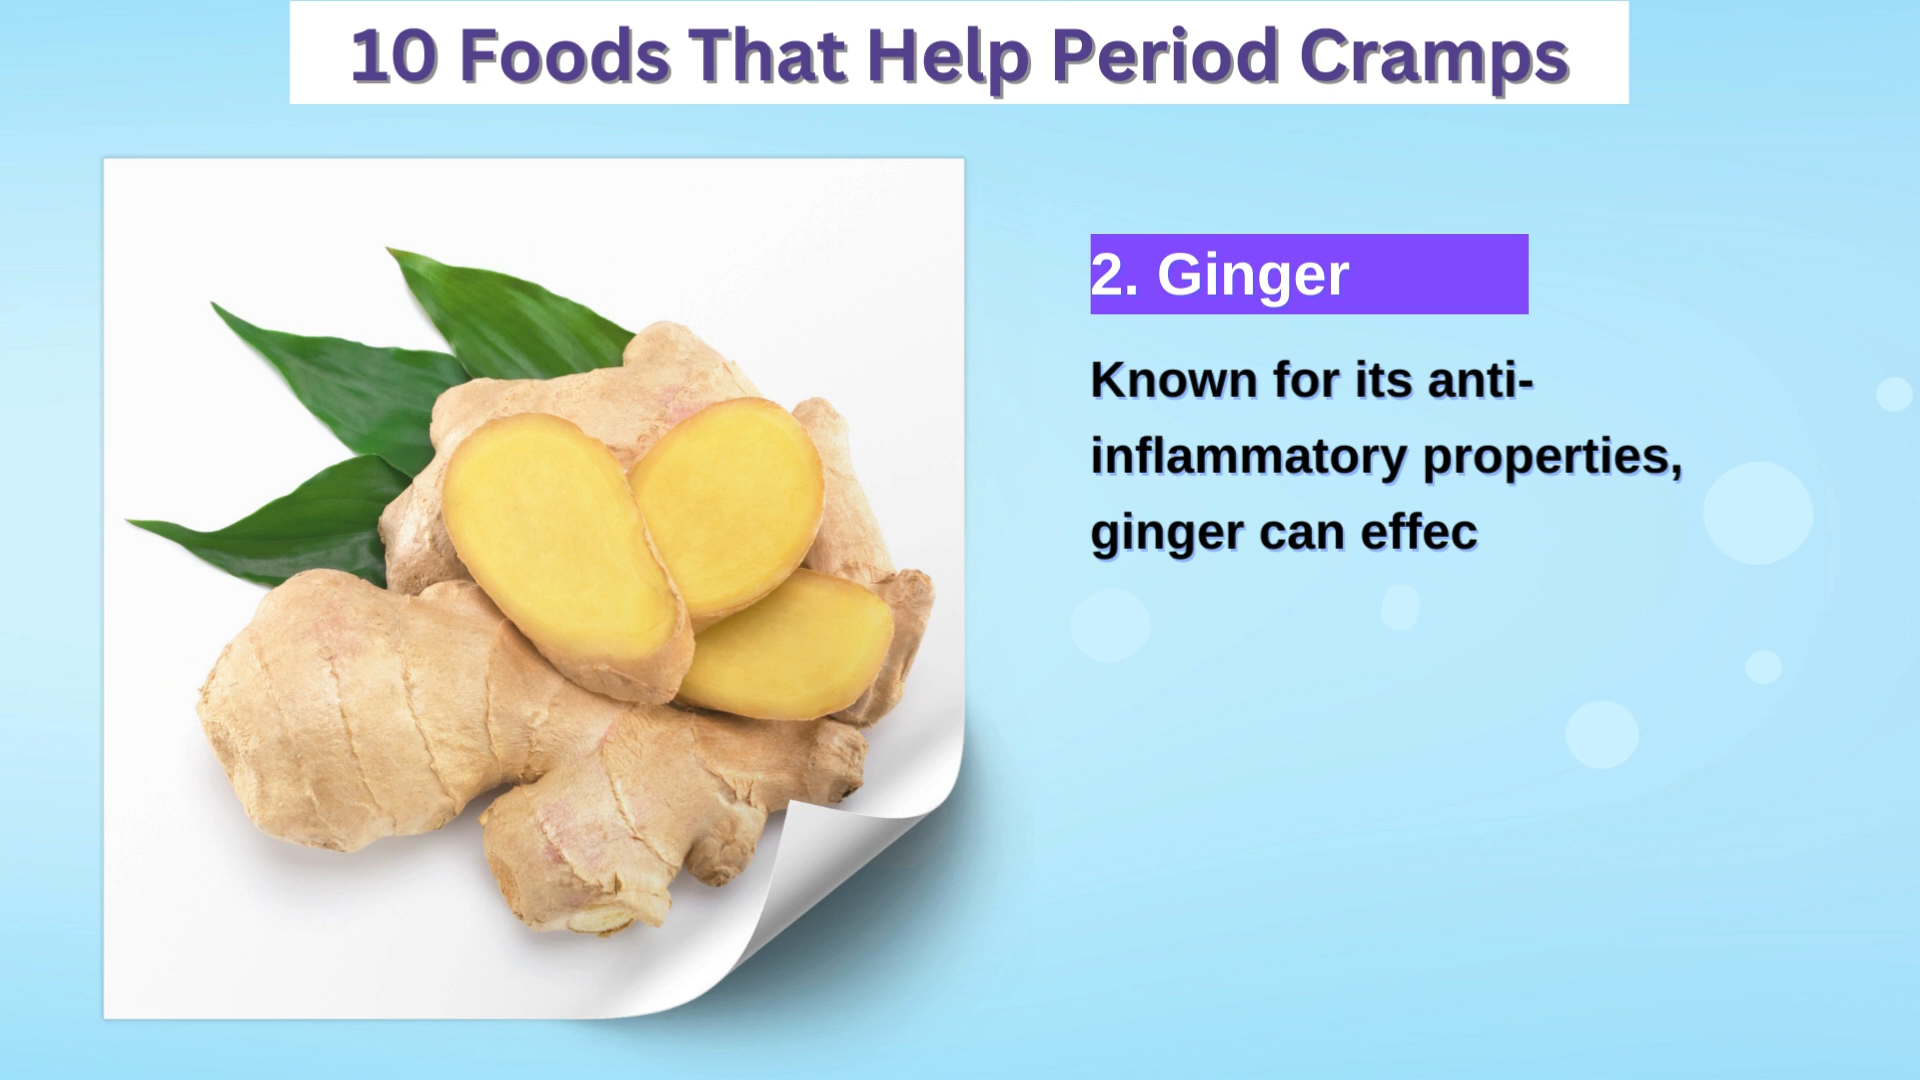 10 Foods That Help Period Cramps
2. Ginger
Known for its anti-
inflammatory properties,
ginger can effec